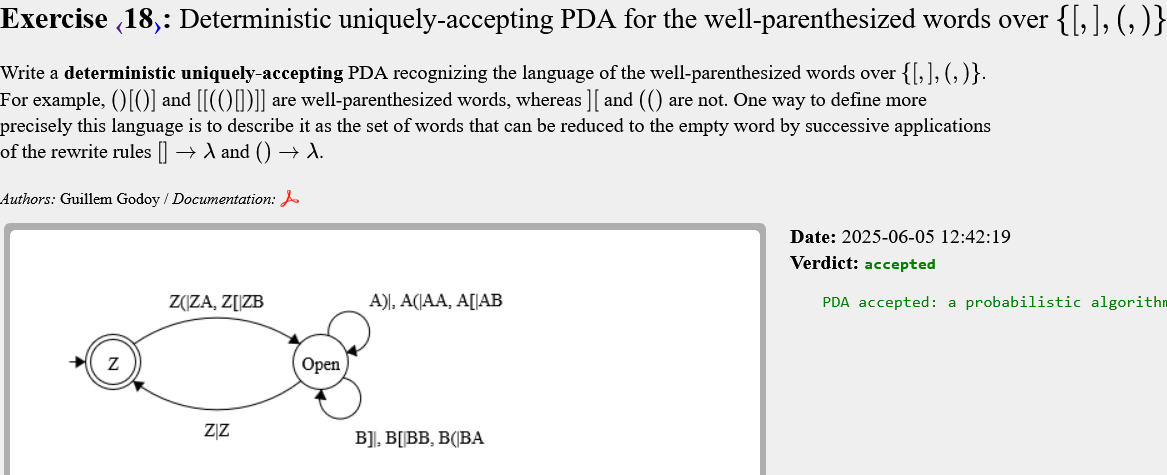 Exercise ‹18›: Deterministic uniquely-accepting PDA for the well-parenthesized words over {[, ], (, )}
Write a deterministic uniquely-accepting PDA recognizing the language of the well-parenthesized words over {[, ], (, )}.
For example, ()[()] and [[(()[])]] are well-parenthesized words, whereas ][ and (() are not. One way to define more
precisely this language is to describe it as the set of words that can be reduced to the empty word by successive applications
of the rewrite rules [] → λ and () → λ.
Authors: Guillem Godoy / Documentation:
Date: 2025-06-05 12:42:19
Verdict: accepted
PDA accepted: a probabilistic algorithm
Z(|ZA, Z[|ZB
A)|, A(|AA, A[|AB
Z
Open
Z|Z
B]|, B[|BB, B(|BA